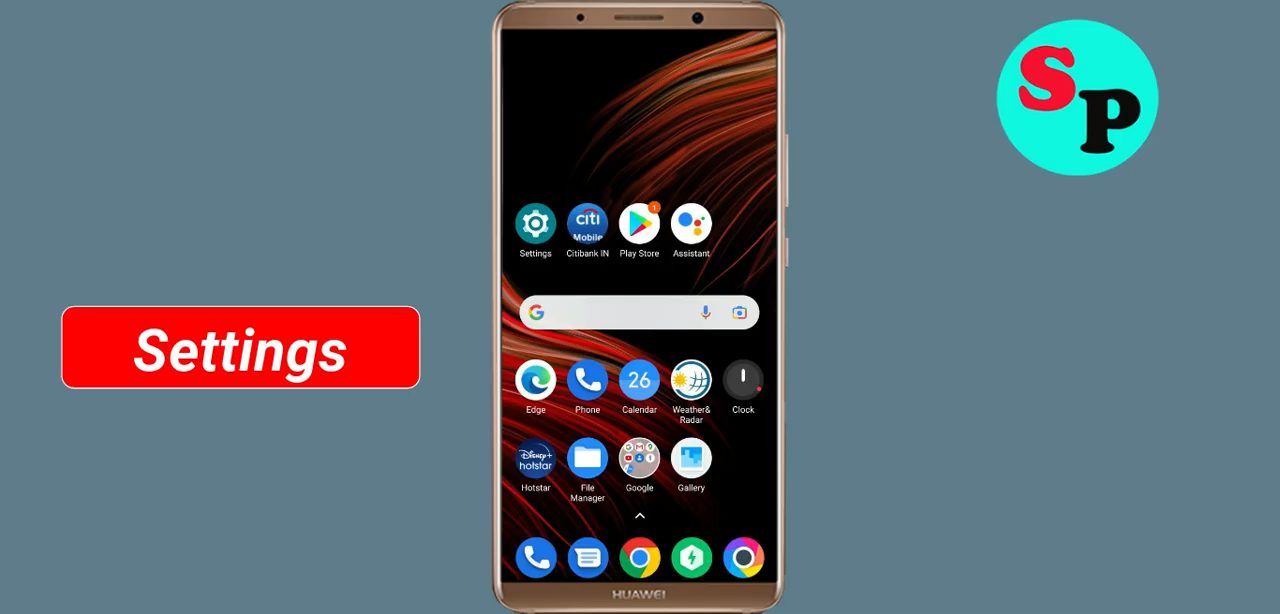 S
P
1
citi
Mobile
Settings
Citibank IN
Play Store
Assistant
Settings
26
Edge
Phone
Calendar
Weather&
Radar
Clock
Disney+
hotstar
Hotstar
File
Manager
Google
Gallery
HUAWEI